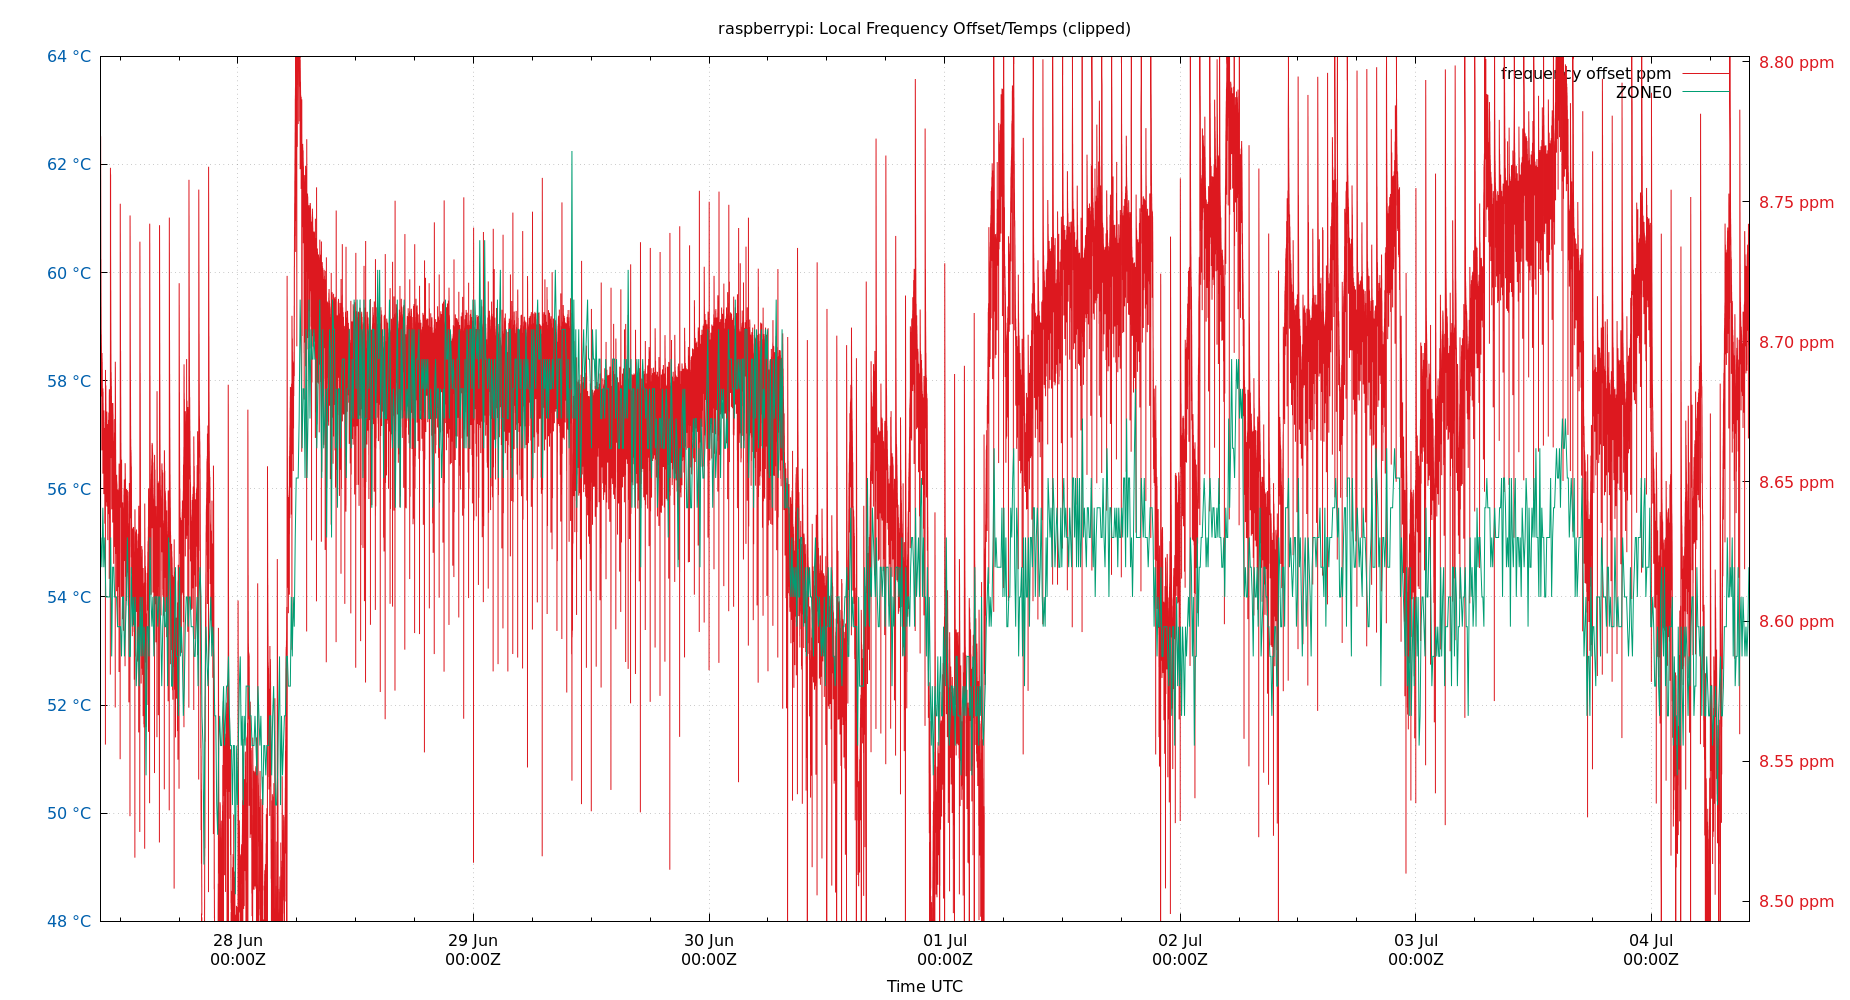 raspberrypi: Local Frequency Offset/Temps (clipped)
64 °C
62 °C
60 °C
58 °C
56 °C
54 °C
52 °C
50 °C
48 °C
8.80 ppm
8.75 ppm
8.70 ppm
8.65 ppm
8.60 ppm
8.55 ppm
8.50 ppm
frequency offset ppm
ZONE0
28 Jun
00:00Z
29 Jun
00:00Z
30 Jun
00:00Z
01 Jul
00:00Z
02 Jul
00:00Z
03 Jul
00:00Z
04 Jul
00:00Z
Time UTC